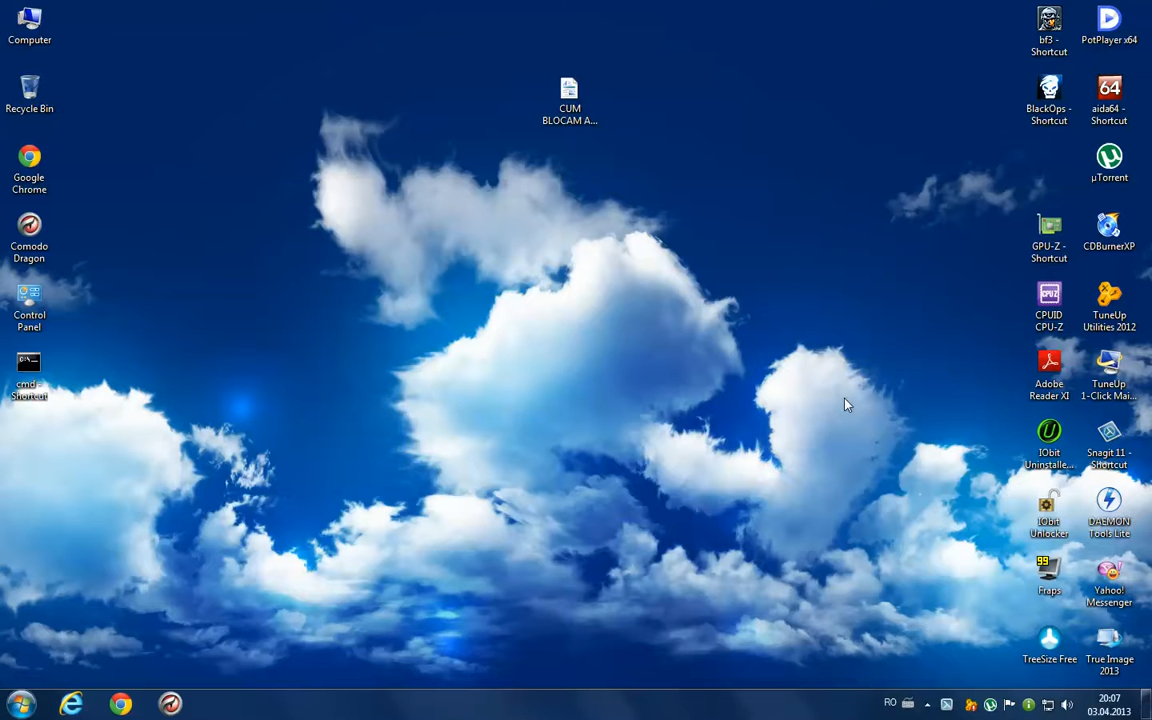 Computer
Recycle Bin
Google
Chrome
Comodo
Dragon
Control
Panel
C:\-
cmd -
Shortcut
CUM
BLOCAM A...
bf3 -
Shortcut
PotPlayer x64
BlackOps -
Shortcut
64
aida64 -
Shortcut
µTorrent
GPU-Z -
Shortcut
CDBurnerXP
CPU-Z
CPUID
CPU-Z
TuneUp
Utilities 2012
Adobe
Reader XI
TuneUp
1-Click Mai...
IObit
Uninstalle...
Snagit 11 -
Shortcut
IObit
Unlocker
DAEMON
Tools Lite
99
Fraps
Yahoo!
Messenger
TreeSize Free
True Image
2013
RO
20:07
03.04.2013